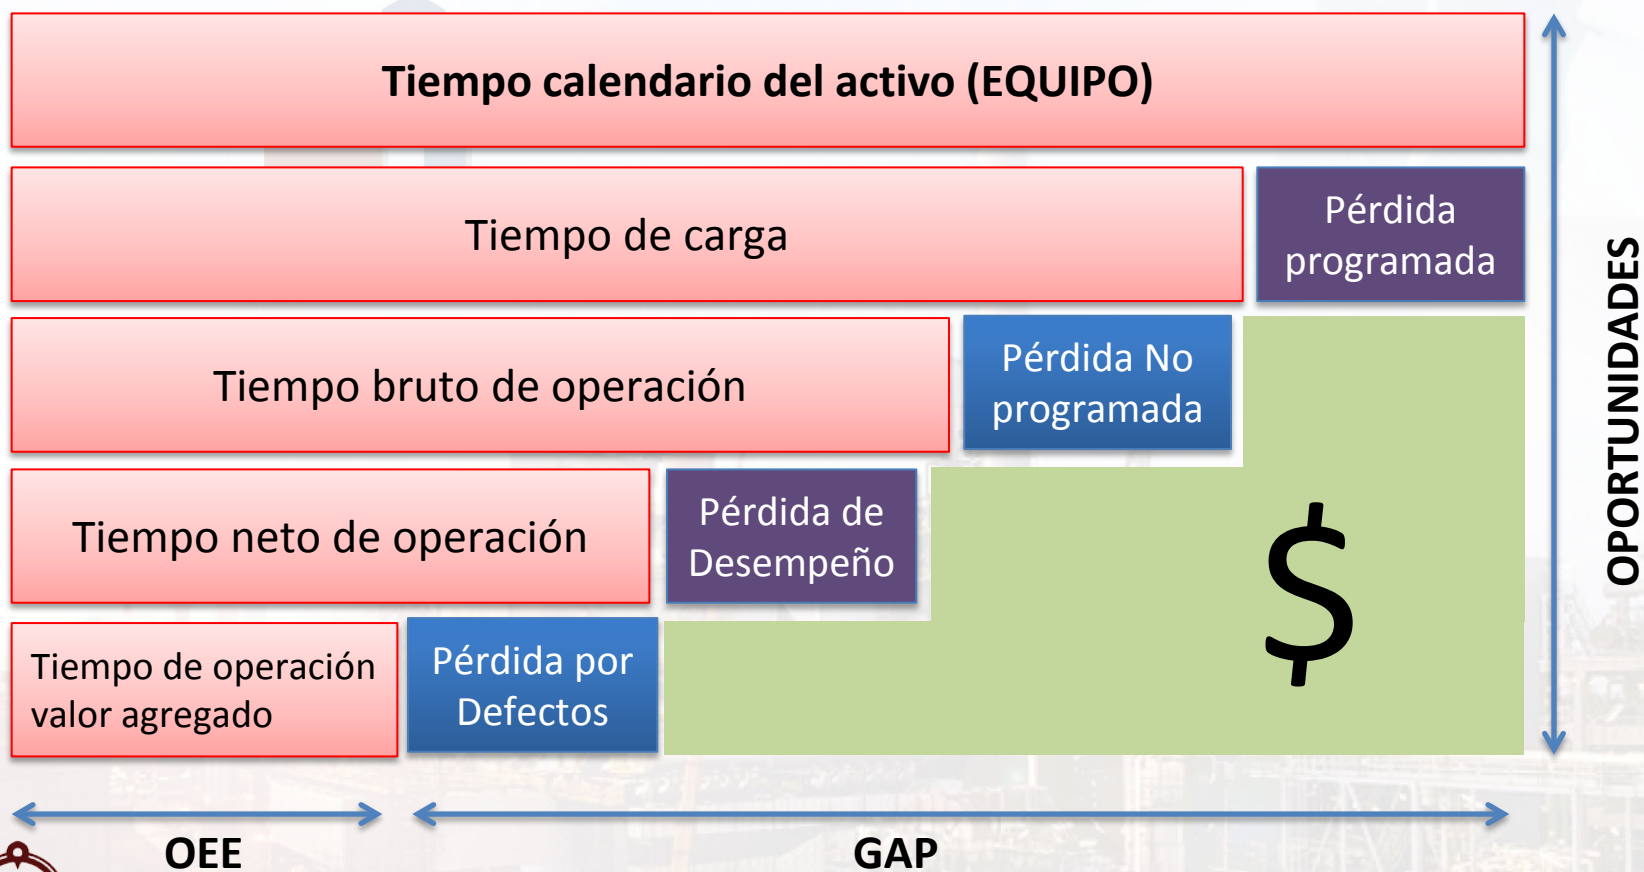 Tiempo calendario del activo (EQUIPO)
Tiempo de carga
Pérdida
programada
Tiempo bruto de operación
Pérdida No
programada
Tiempo neto de operación
Pérdida de
Desempeño
Tiempo de operación
valor agregado
Pérdida por
Defectos
$
OPORTUNIDADES
OEE
GAP